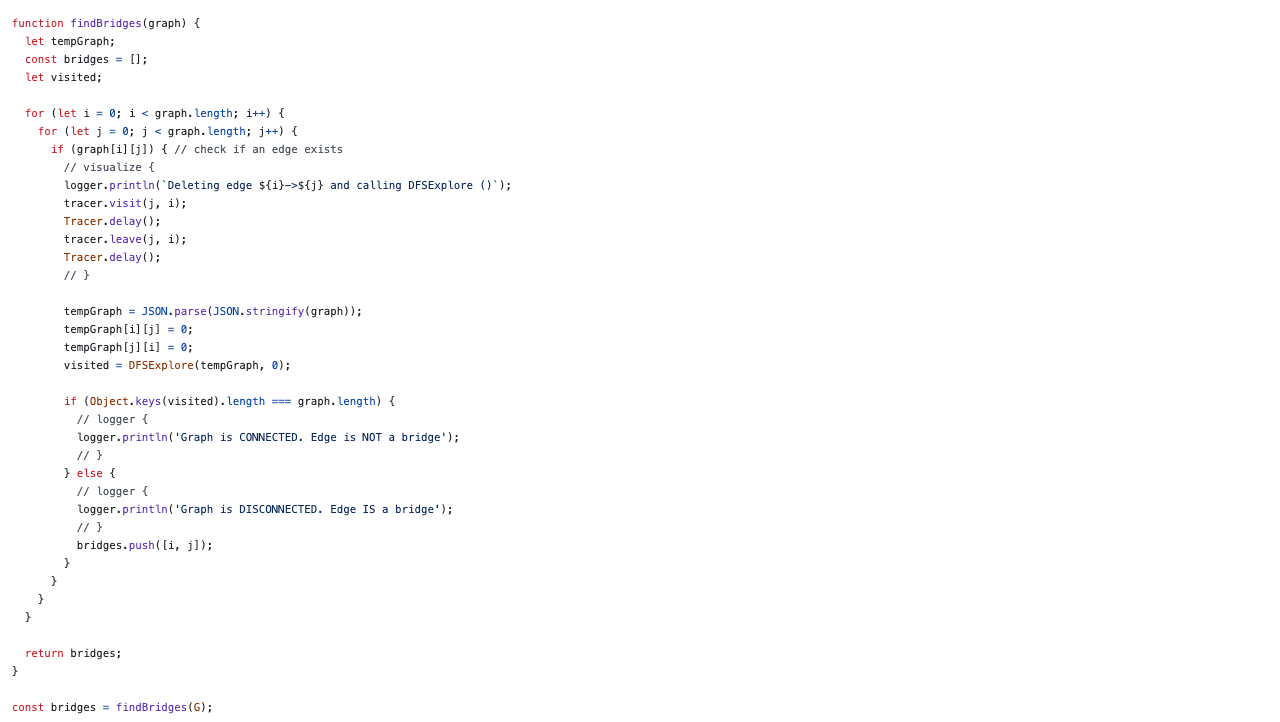 function findBridges(graph) {
  let tempGraph;
  const bridges = [];
  let visited;

  for (let i = 0; i < graph.length; i++) {
    for (let j = 0; j < graph.length; j++) {
      if (graph[i][j]) { // check if an edge exists
        // visualize {
        logger.println(`Deleting edge ${i}->${j} and calling DFSExplore ()`);
        tracer.visit(j, i);
        Tracer.delay();
        tracer.leave(j, i);
        Tracer.delay();
        // }

        tempGraph = JSON.parse(JSON.stringify(graph));
        tempGraph[i][j] = 0;
        tempGraph[j][i] = 0;
        visited = DFSExplore(tempGraph, 0);

        if (Object.keys(visited).length === graph.length) {
          // logger {
          logger.println('Graph is CONNECTED. Edge is NOT a bridge');
          // }
        } else {
          // logger {
          logger.println('Graph is DISCONNECTED. Edge IS a bridge');
          // }
          bridges.push([i, j]);
        }
      }
    }
  }

  return bridges;
}

const bridges = findBridges(G);